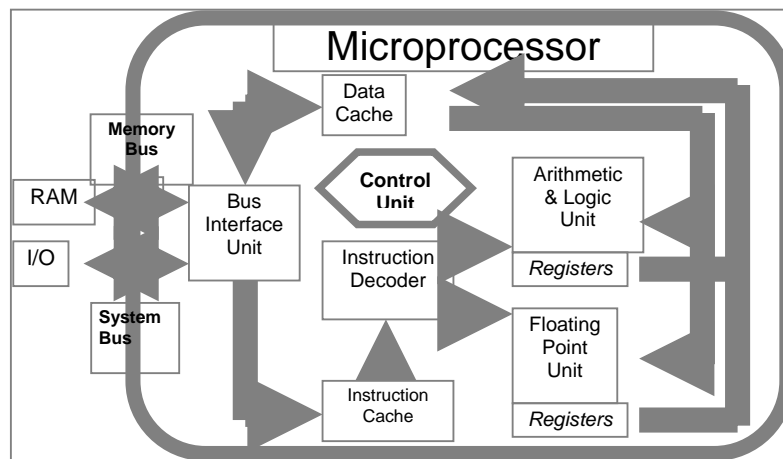 Microprocessor
Data
Cache
Memory
Bus
RAM
Bus
Interface
Unit
Control
Unit
Arithmetic
& Logic
Unit
Registers
I/O
Instruction
Decoder
System
Bus
Floating
Point
Unit
Registers
Instruction
Cache